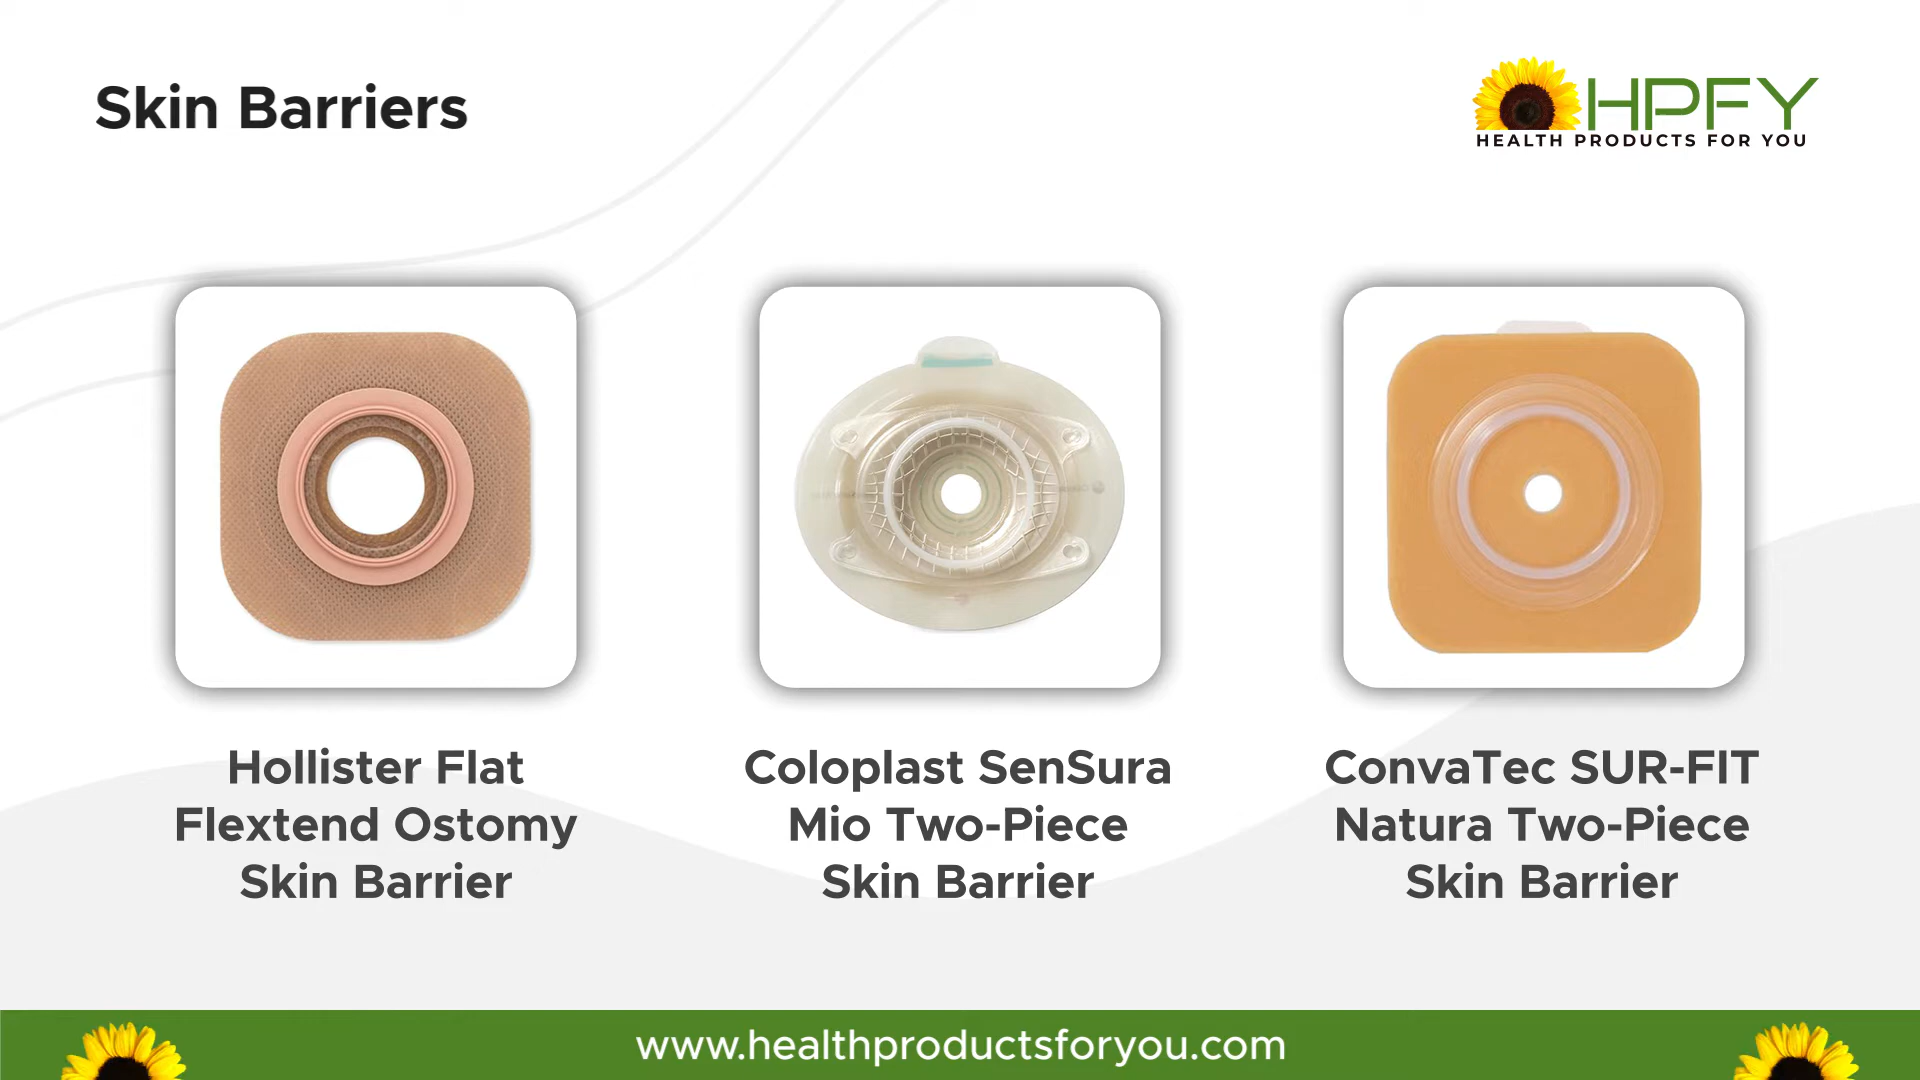 Skin Barriers
HPFY
HEALTH PRODUCTS FOR YOU
Hollister Flat
Flextend Ostomy
Skin Barrier
Coloplast SenSura
Mio Two-Piece
Skin Barrier
ConvaTec SUR-FIT
Natura Two-Piece
Skin Barrier
www.healthproductsforyou.com